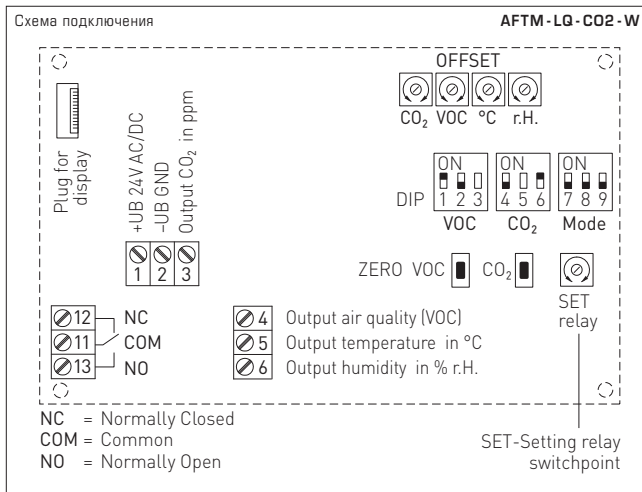 Схема подключения
AFTM-LQ-CO2-W
OFFSET
CO₂ VOC °C r.H.
Plug for
display
+UB 24V AC/DC
-UB GND
Output CO₂ in ppm
1 2 3
ON ON ON
DIP 1 2 3 4 5 6 7 8 9
VOC CO₂ Mode
ZERO VOC CO₂
SET
relay
12 NC
11 COM
13 NO
4 Output air quality (VOC)
5 Output temperature in °C
6 Output humidity in % r.H.
NC = Normally Closed
COM = Common
NO = Normally Open
SET-Setting relay
switchpoint